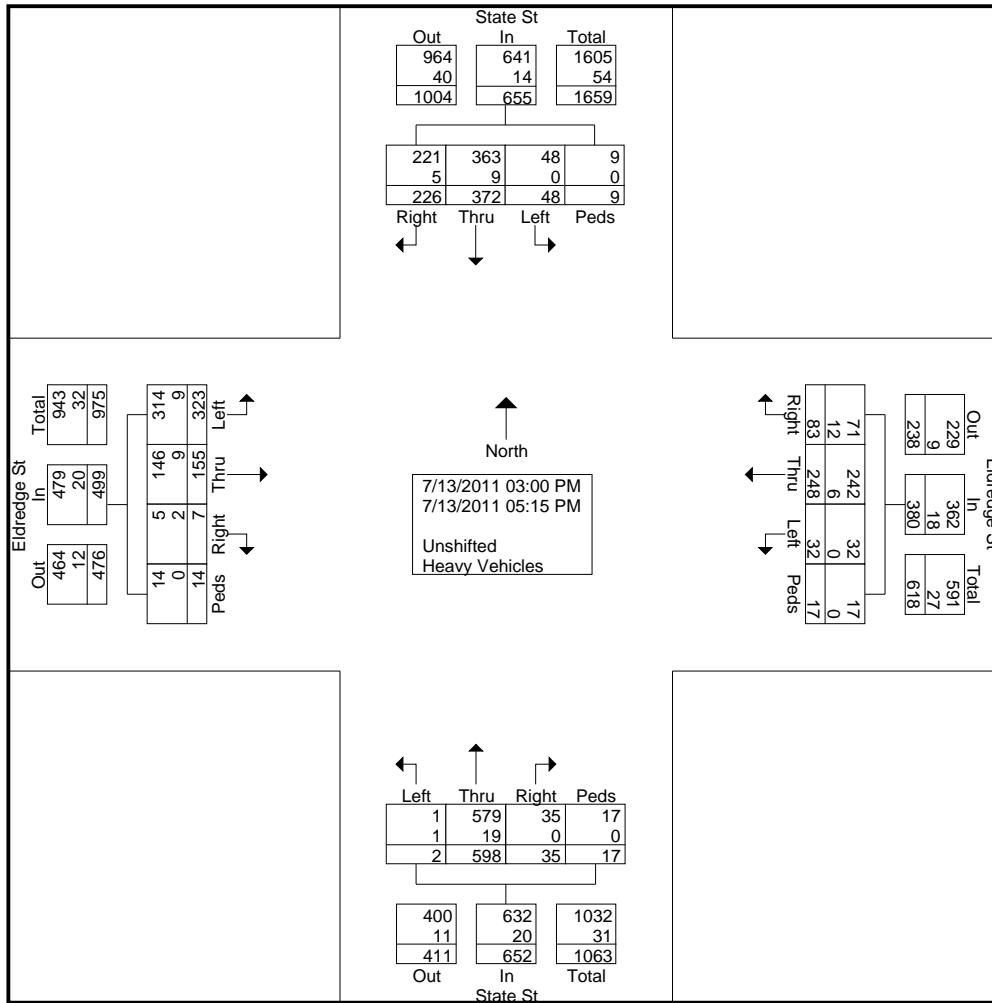 State St
Out In Total
964 641 1605
40 14 54
1004 655 1659
221 363 48 9
5 9 0 0
226 372 48 9
Right Thru Left Peds
Eldredge St
Total In Out
943 479 464
32 20 12
975 499 476
314 146 5 14
9 9 2 0
323 155 7 14
Left Thru Right Peds
North
7/13/2011 03:00 PM
7/13/2011 05:15 PM
Unshifted
Heavy Vehicles
Right Thru Left Peds
83 248 32 17
12 6 0 0
71 242 32 17
Out In Total
229 362 591
9 18 27
238 380 618
Eldredge St
Left Thru Right Peds
1 579 35 17
1 19 0 0
2 598 35 17
400 632 1032
11 20 31
411 652 1063
Out In Total
State St